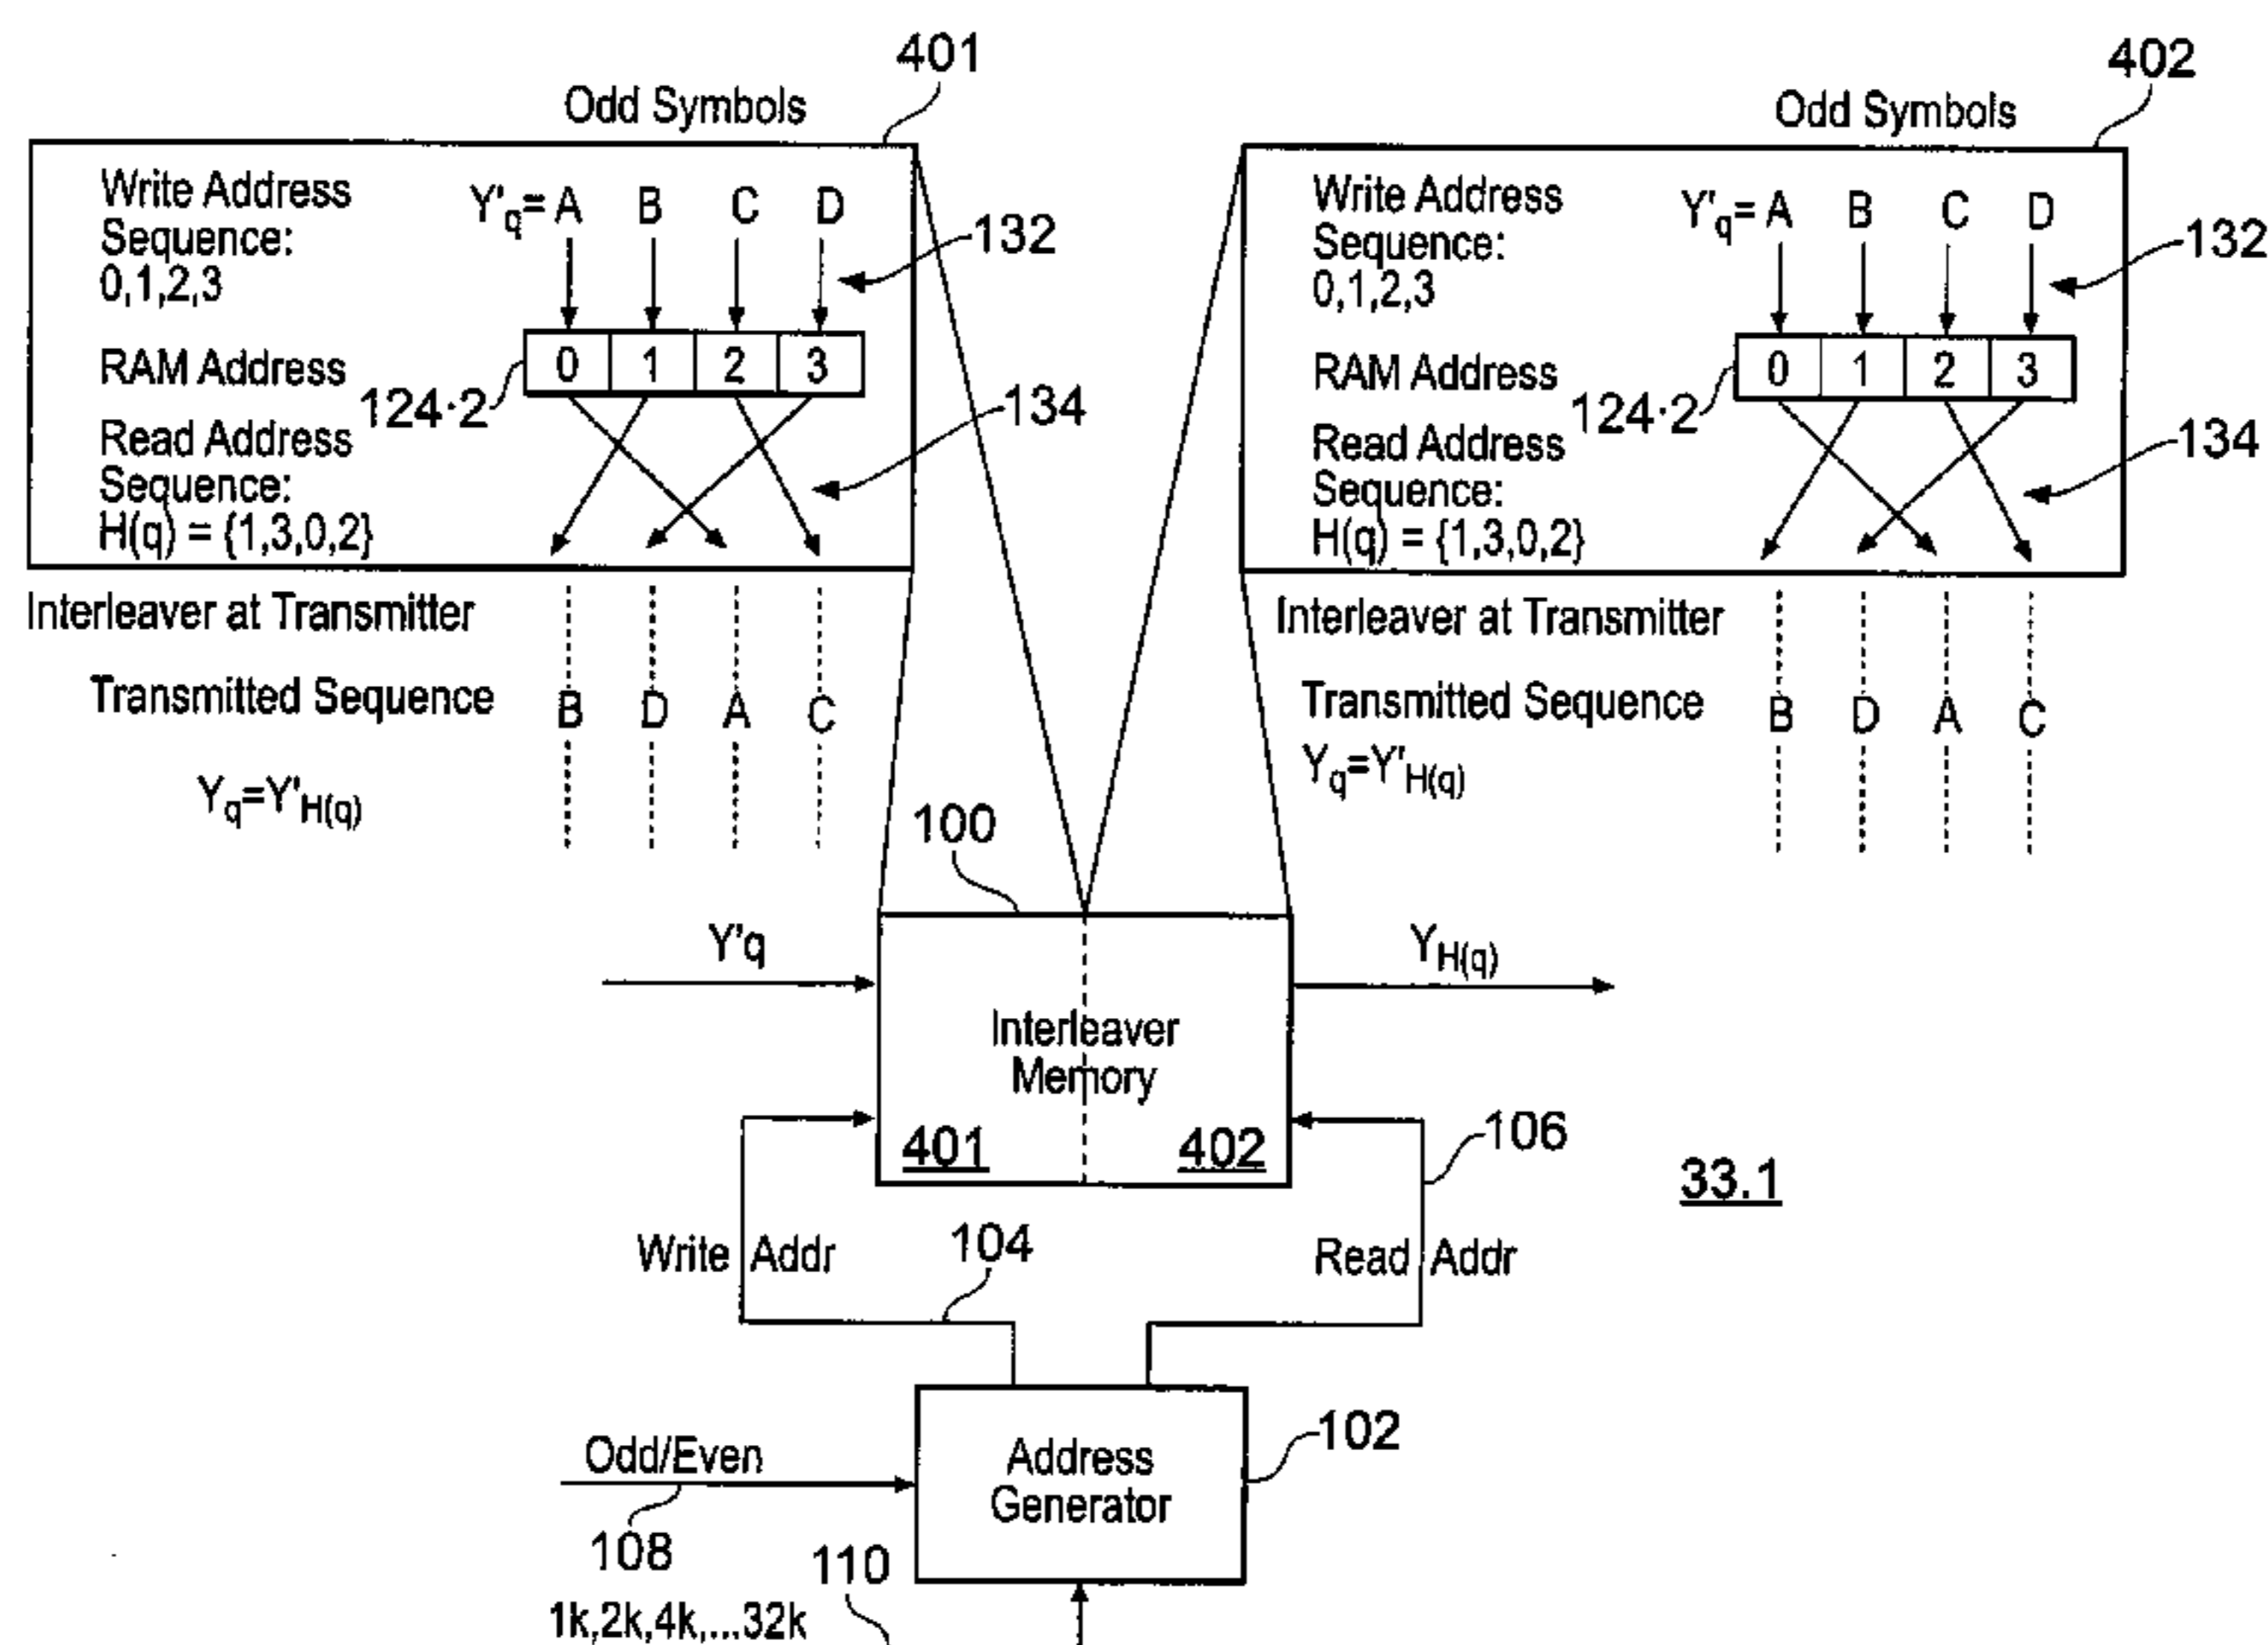 401
Odd Symbols
Write Address
Sequence:
0,1,2,3
Y'q= A B C D
132
RAM Address
0 1 2 3
124·2
134
Read Address
Sequence:
H(q) = {1,3,0,2}
Interleaver at Transmitter
Transmitted Sequence
B D A C
Yq=Y'H(q)
402
Odd Symbols
Write Address
Sequence:
0,1,2,3
Y'q= A B C D
132
RAM Address
0 1 2 3
124·2
134
Read Address
Sequence:
H(q) = {1,3,0,2}
Interleaver at Transmitter
Transmitted Sequence
B D A C
Yq=Y'H(q)
100
Y'q
YH(q)
Interleaver
Memory
401
402
106
33.1
Write Addr
104
Read Addr
Odd/Even
Address
Generator
102
108
110
1k,2k,4k,...32k